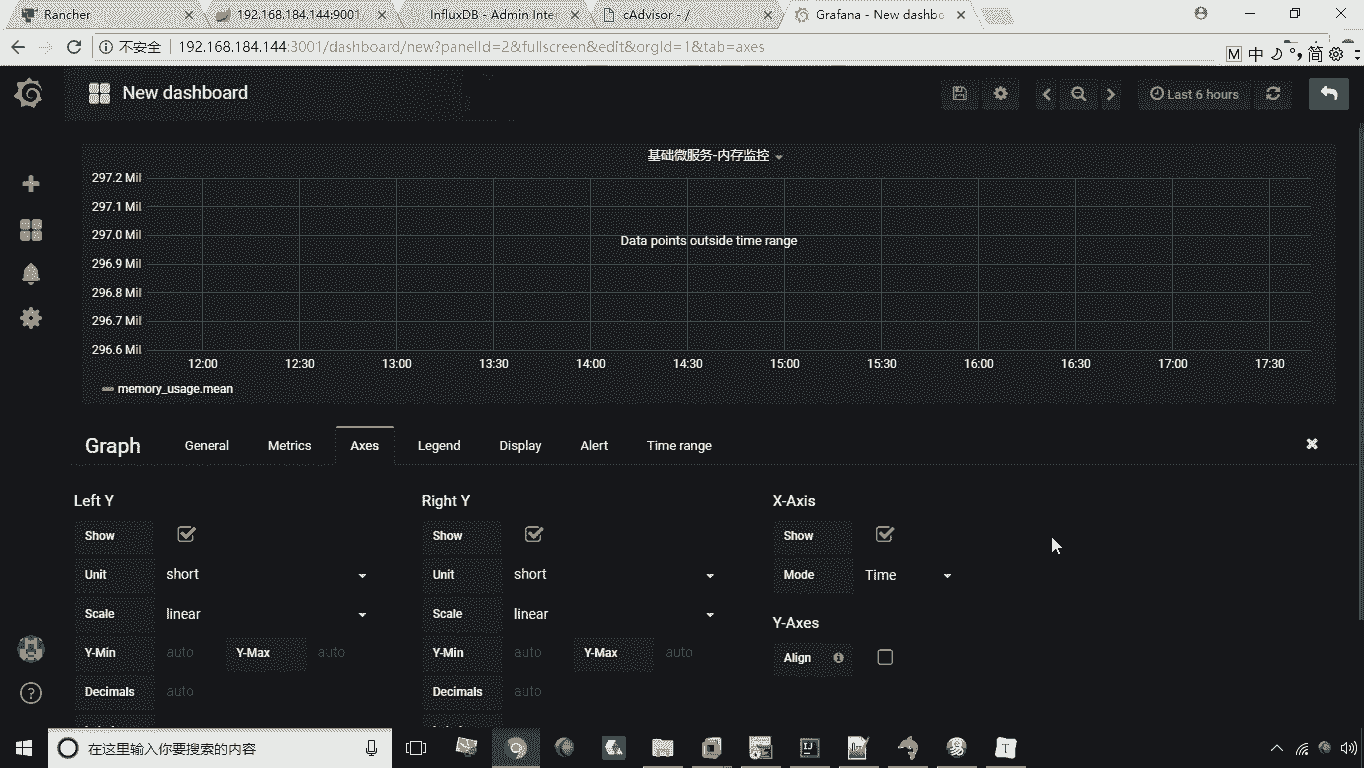 Rancher
192.168.184.144:9001
InfluxDB - Admin Inte
cAdvisor - /
Grafana - New dashbo
不安全
192.168.184.144:3001/dashboard/new?panelId=2&fullscreen&edit&orgId=1&tab=axes
M 中 简
New dashboard
Last 6 hours
基础微服务-内存监控
297.2 Mil
297.1 Mil
297.0 Mil
296.9 Mil
296.8 Mil
296.7 Mil
296.6 Mil
Data points outside time range
12:00 12:30 13:00 13:30 14:00 14:30 15:00 15:30 16:00 16:30 17:00 17:30
memory_usage.mean
Graph General Metrics Axes Legend Display Alert Time range
Left Y Right Y X-Axis
Show Show Show
Unit short Unit short Mode Time
Scale linear Scale linear
Y-Axes
Y-Min auto Y-Max auto Y-Min auto Y-Max auto Align
Decimals auto Decimals auto
在这里输入你要搜索的内容